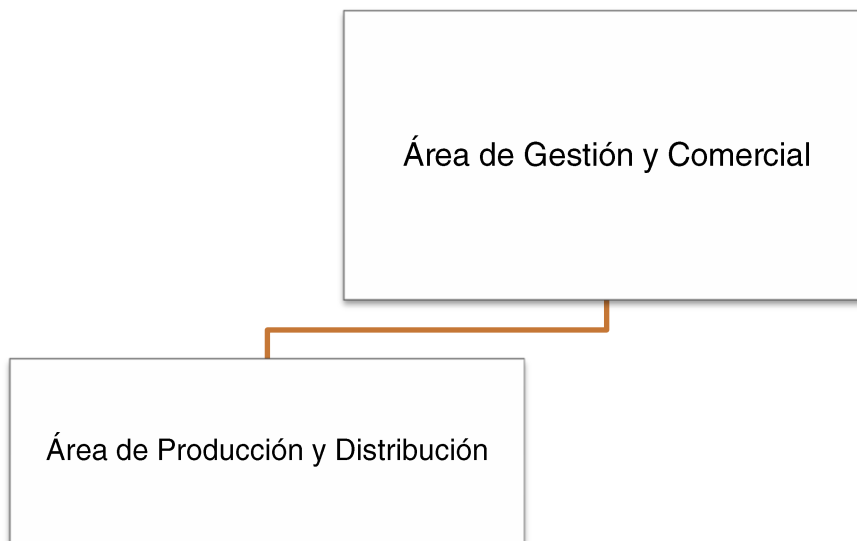 Área de Gestión y Comercial
Área de Producción y Distribución